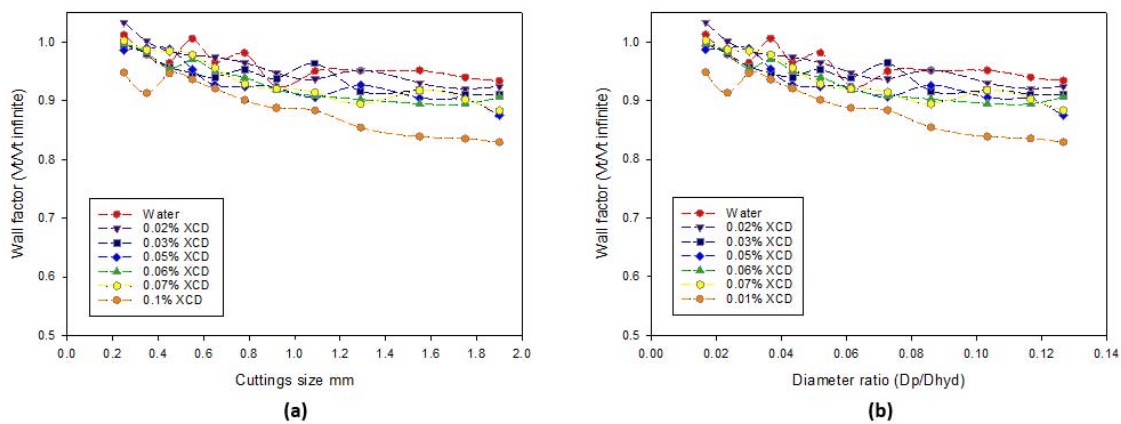 Wall factor (Vt/Vt infinite)
1.0
0.9
0.8
0.7
0.6
0.5
Water
0.02% XCD
0.03% XCD
0.05% XCD
0.06% XCD
0.07% XCD
0.1% XCD
0.0 0.2 0.4 0.6 0.8 1.0 1.2 1.4 1.6 1.8 2.0
Cuttings size mm
(a)
Wall factor (Vt/Vt infinite)
1.0
0.9
0.8
0.7
0.6
0.5
Water
0.02% XCD
0.03% XCD
0.05% XCD
0.06% XCD
0.07% XCD
0.01% XCD
0.00 0.02 0.04 0.06 0.08 0.10 0.12 0.14
Diameter ratio (Dp/Dhyd)
(b)